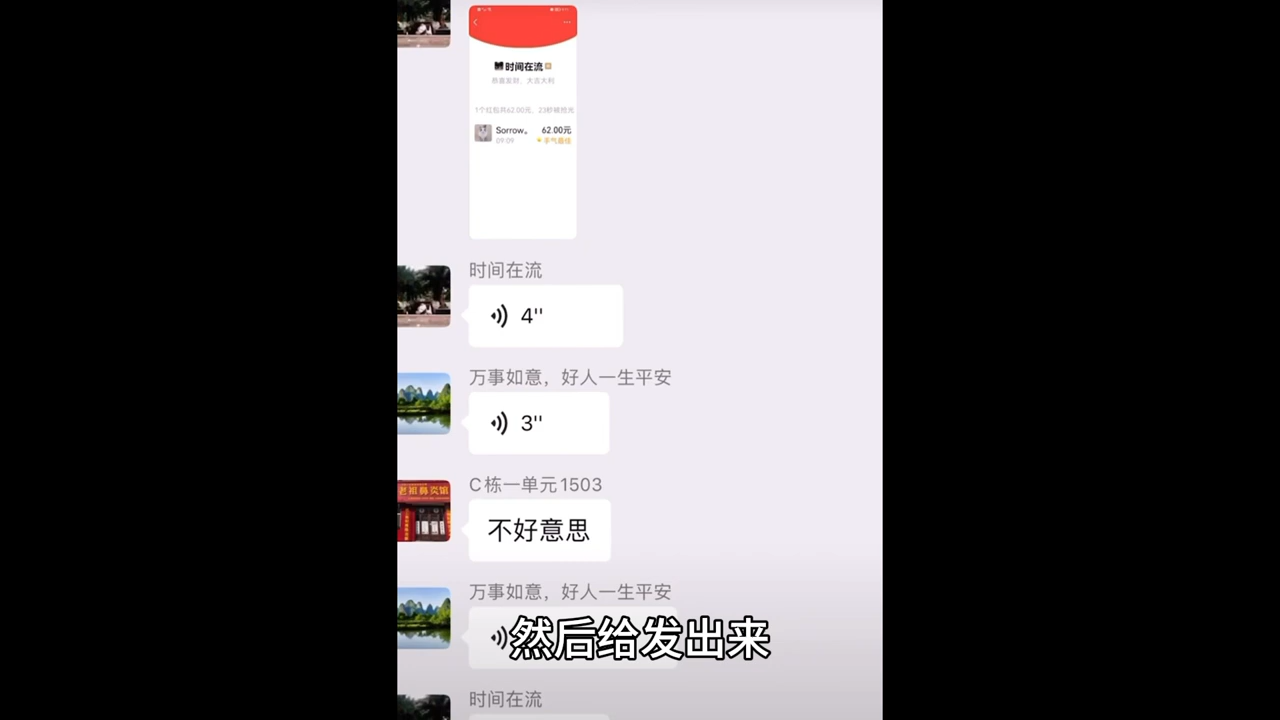 时间在流
恭喜发财，大吉大利
1个红包共62.00元，23秒被抢光
Sorrow。
62.00元
09:09
手气最佳
时间在流
4''
万事如意，好人一生平安
3''
C栋一单元1503
老祖鼻炎馆
不好意思
万事如意，好人一生平安
然后给发出来
时间在流